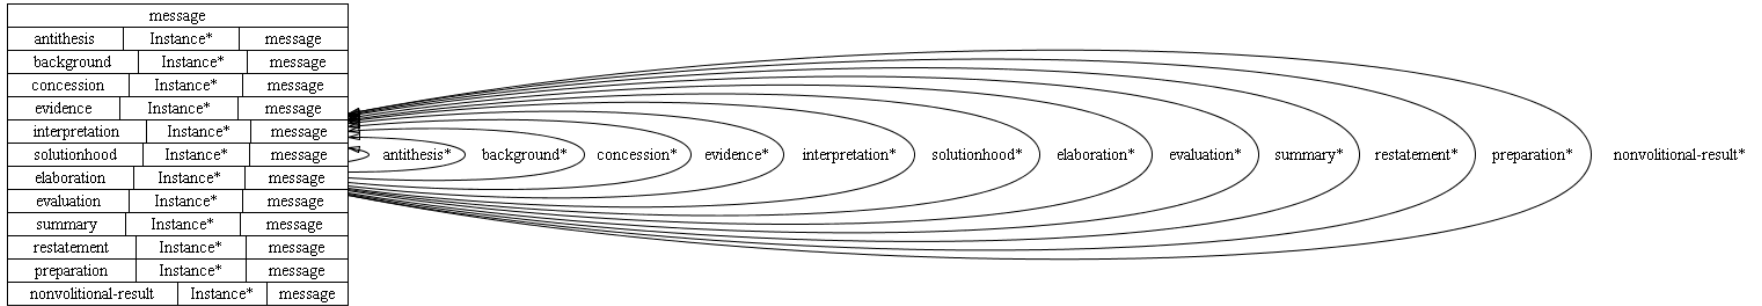 message
antithesis Instance* message
background Instance* message
concession Instance* message
evidence Instance* message
interpretation Instance* message
solutionhood Instance* message antithesis* background* concession* evidence* interpretation* solutionhood* elaboration* evaluation* summary* restatement* preparation* nonvolitional-result*
elaboration Instance* message
evaluation Instance* message
summary Instance* message
restatement Instance* message
preparation Instance* message
nonvolitional-result Instance* message